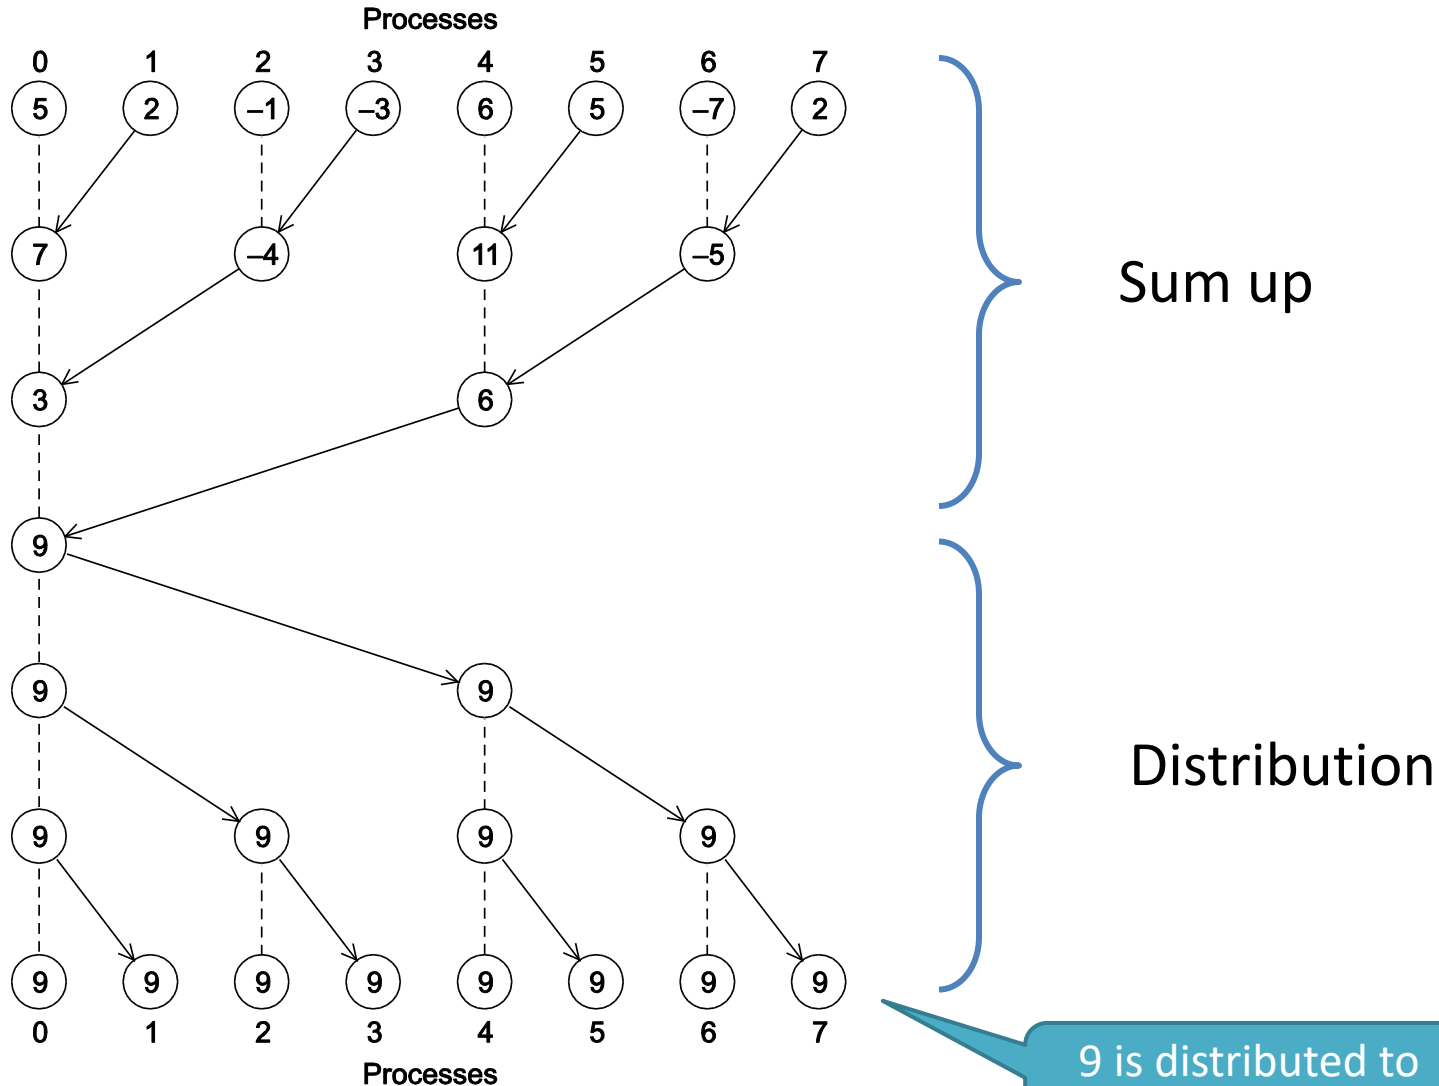 Processes
0 1 2 3 4 5 6 7
5 2 –1 –3 6 5 –7 2
7 –4 11 –5
Sum up
3 6
9
9 9
Distribution
9 9 9 9
9 9 9 9 9 9 9 9
0 1 2 3 4 5 6 7
9 is distributed to
Processes